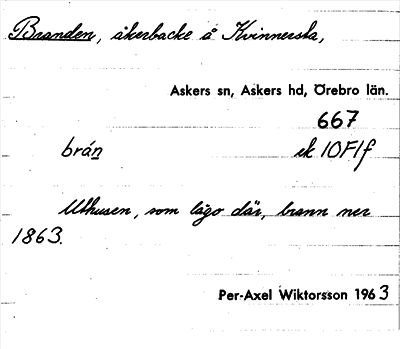 Branden, åkerbacke å Kvinnersta,
Askers sn, Askers hd, Örebro län.
667
brán ek 10F1f
Uthusen, som lågo där, brann ner
1863.
Per-Axel Wiktorsson 1963